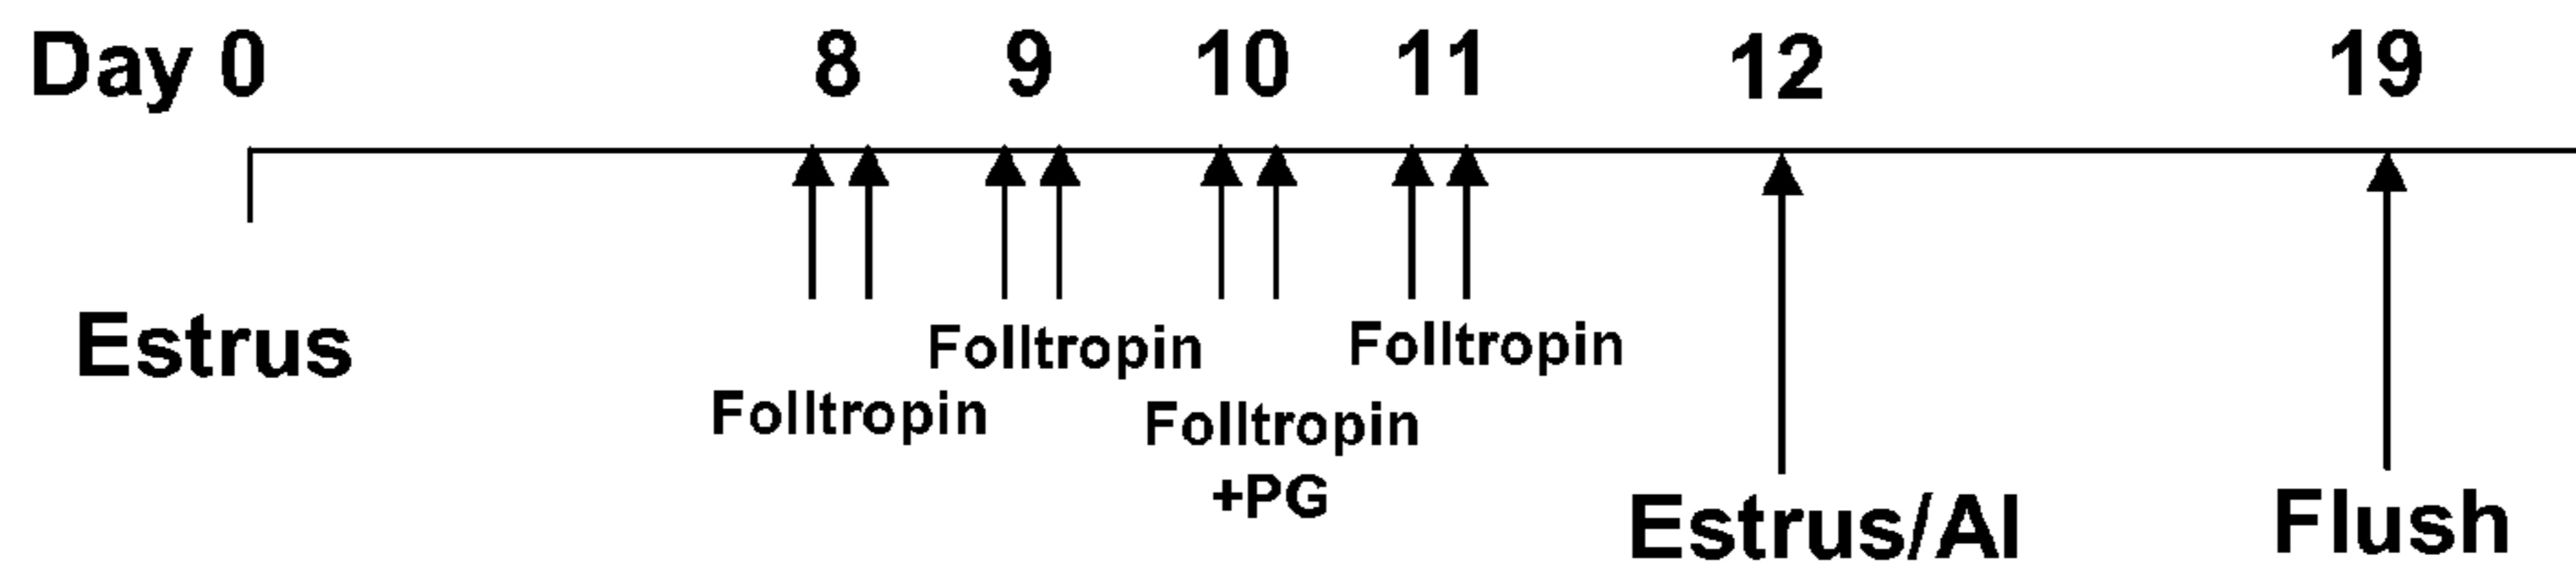 Day 0 8 9 10 11 12 19
Estrus
Folltropin
Folltropin
Folltropin
+PG
Folltropin
Estrus/AI
Flush